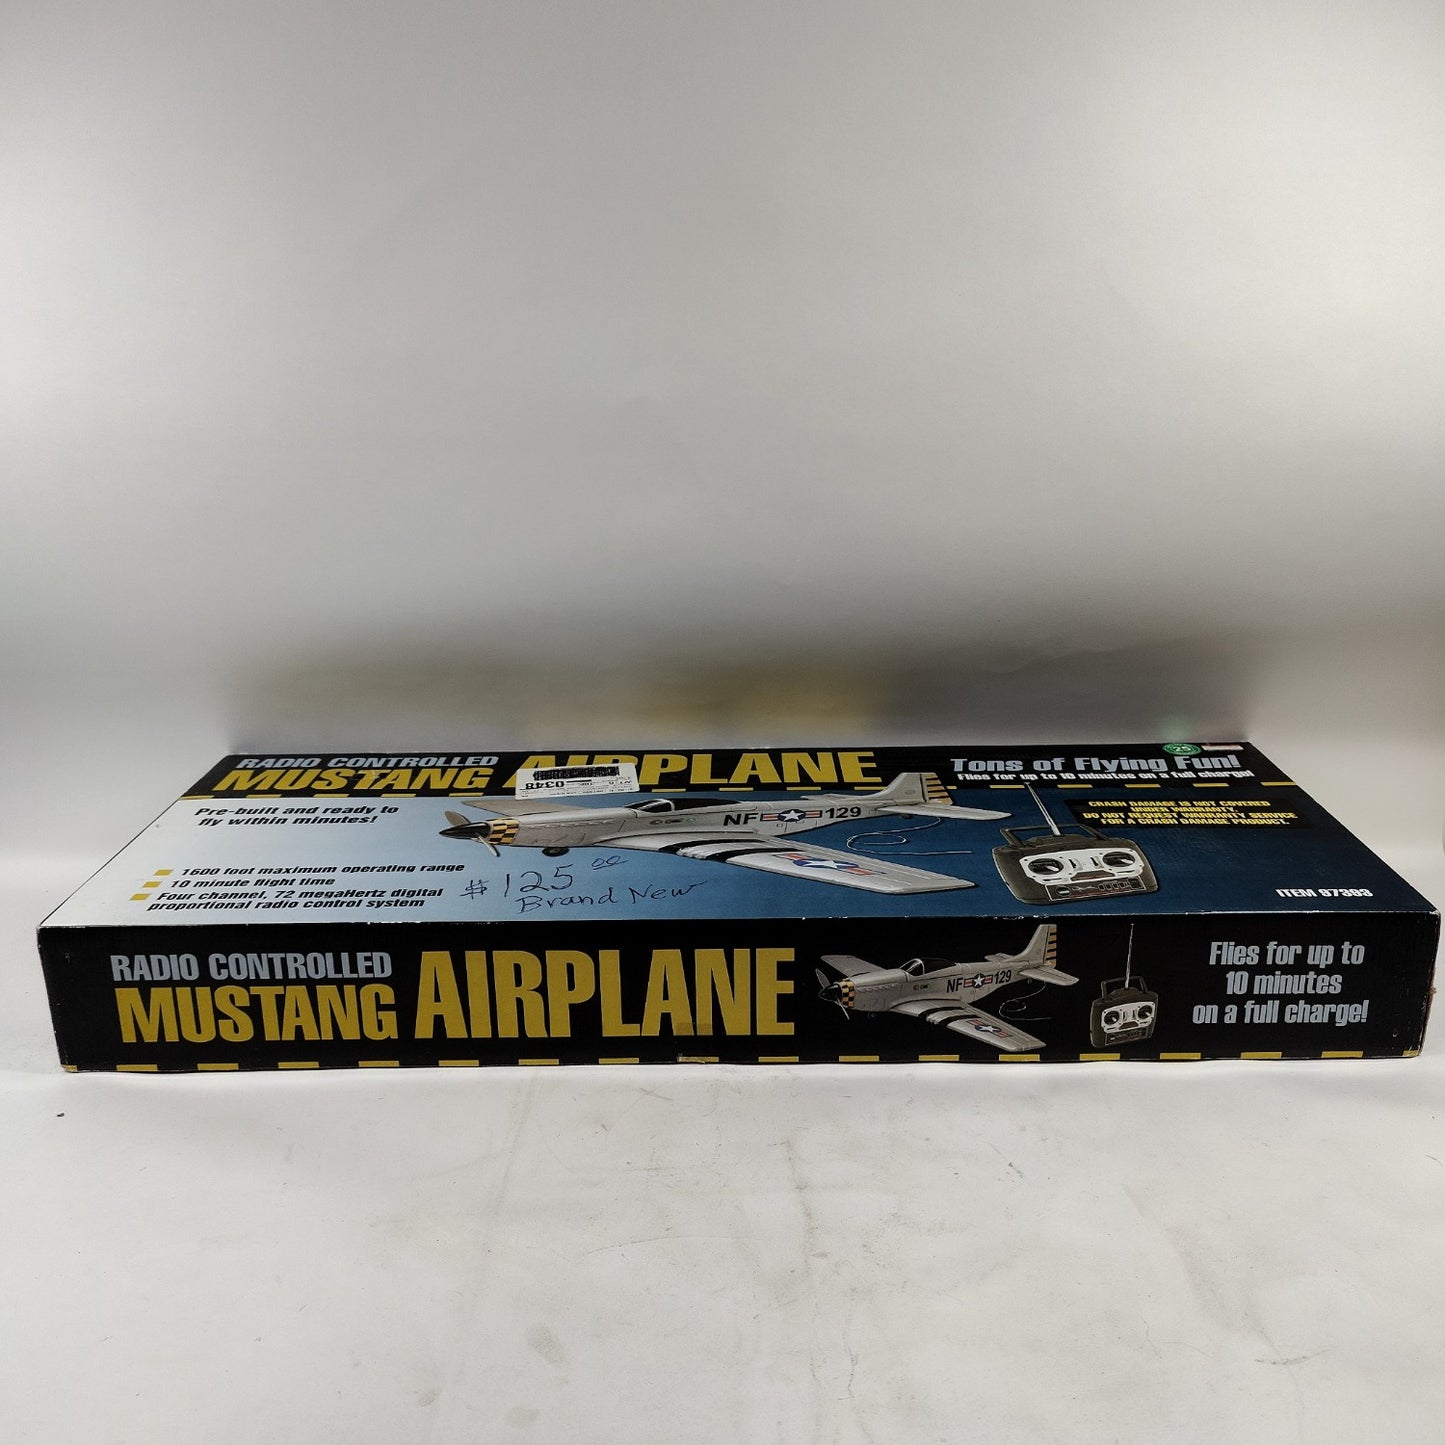 RADIO CONTROLLED
MUSTANG AIRPLANE
Tons of Flying Fun!
Flies for up to 10 minutes on a full charge!
25
0348
Pre-built and ready to
fly within minutes!
NF 129
CRASH DAMAGE IS NOT COVERED
UNDER WARRANTY
DO NOT REQUEST WARRANTY SERVICE
FOR A CRASH DAMAGED PRODUCT.
1600 foot maximum operating range
10 minute flight time
Four channel, 72 megaHertz digital
proportional radio control system
$125 00
Brand New
ITEM 97393
RADIO CONTROLLED
MUSTANG AIRPLANE
NF 129
Flies for up to
10 minutes
on a full charge!